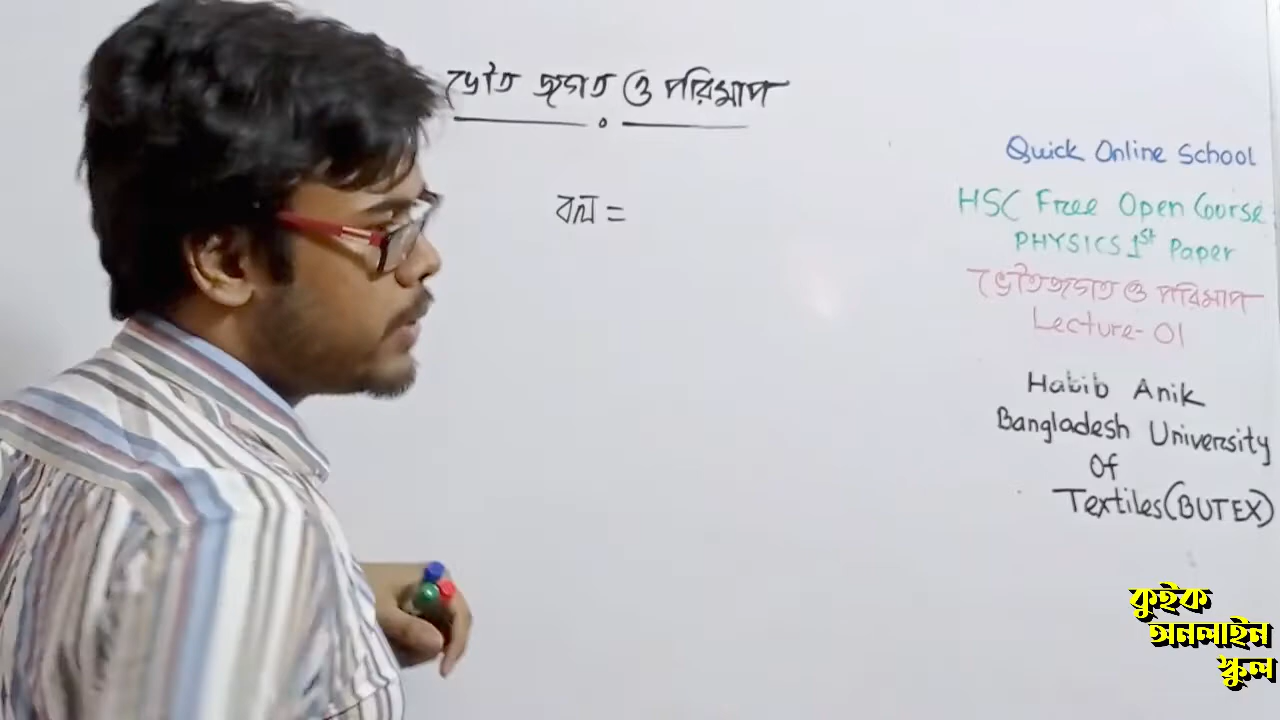 ভৌত জগত ও পরিমাপ
বল =
Quick Online School
HSC Free Open Course
PHYSICS 1st Paper
ভৌতজগত ও পরিমাপ
Lecture-01
Habib Anik
Bangladesh University
Of
Textiles(BUTEX)
কুইক
অনলাইন
স্কুল